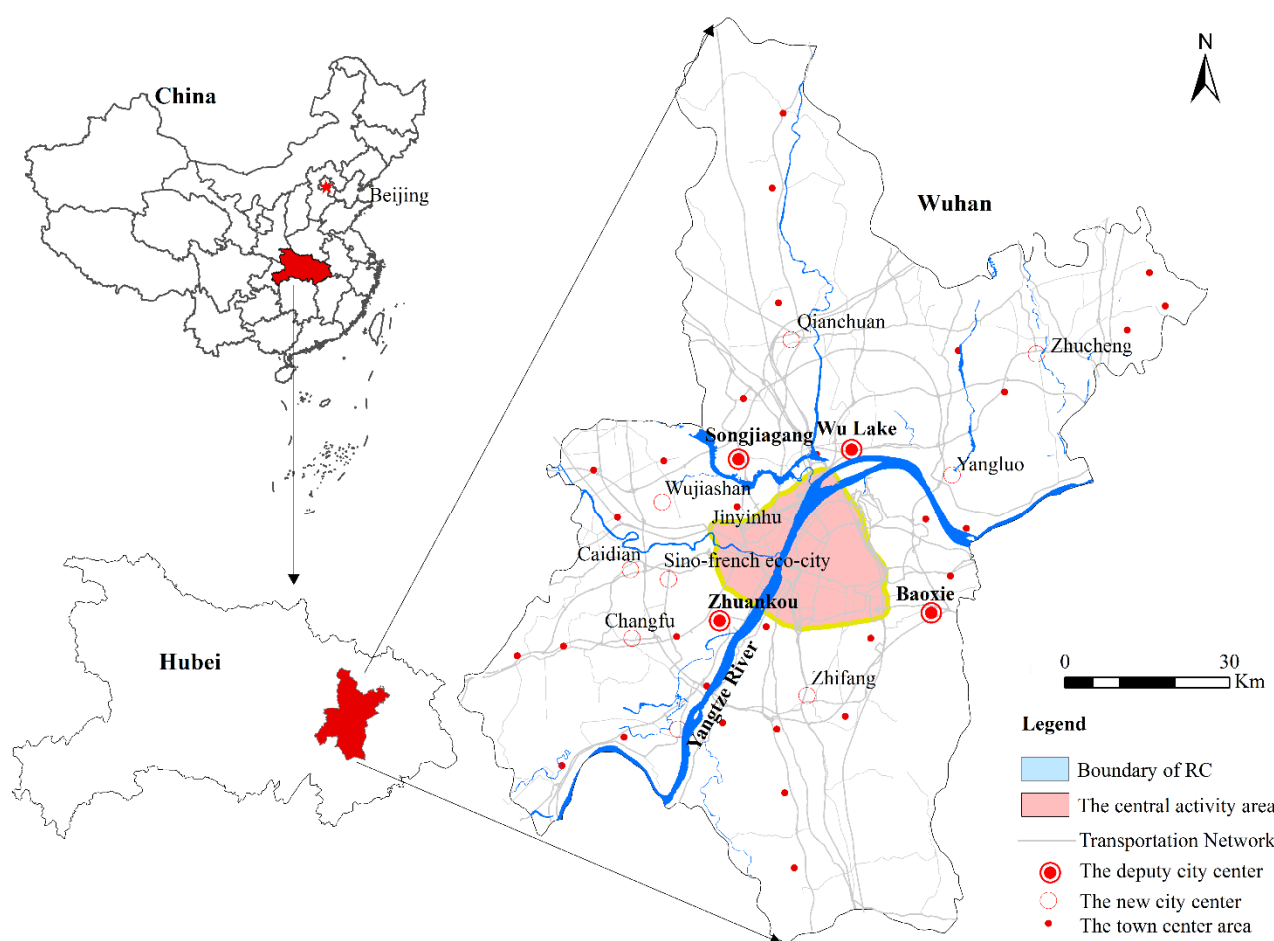 China
Beijing
Hubei
N
Wuhan
Qianchuan
Zhucheng
Songjiagang
Wu Lake
Yangluo
Wujiashan
Jinyinhu
Caidian
Sino-french eco-city
Zhuankou
Baoxie
Changfu
Zhifang
Yangtze River
0 30
Km
Legend
Boundary of RC
The central activity area
Transportation Network
The deputy city center
The new city center
The town center area